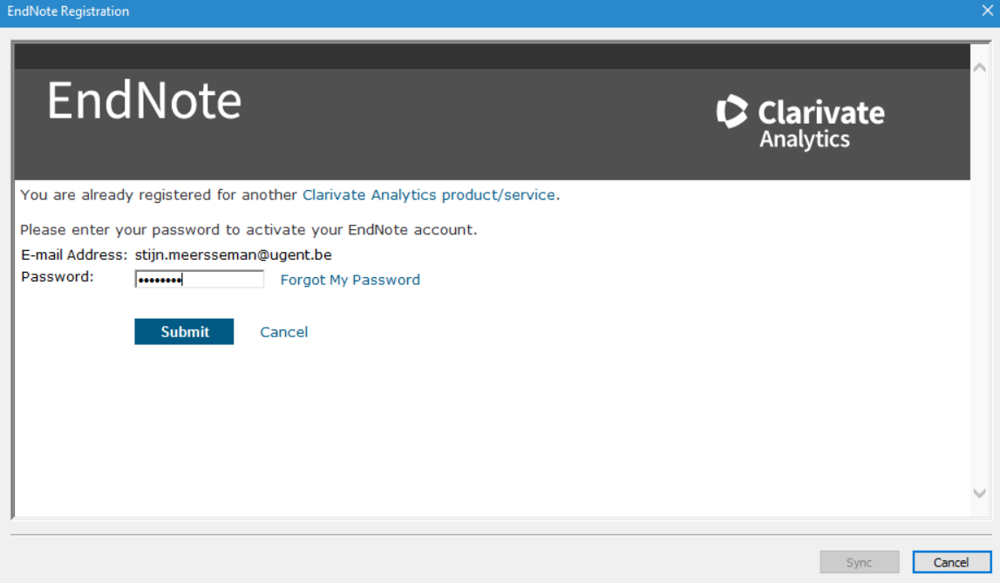 EndNote Registration
EndNote
Clarivate
Analytics
You are already registered for another Clarivate Analytics product/service.
Please enter your password to activate your EndNote account.
E-mail Address: stijn.meersseman@ugent.be
Password: •••••••• Forgot My Password
Submit Cancel
Sync Cancel